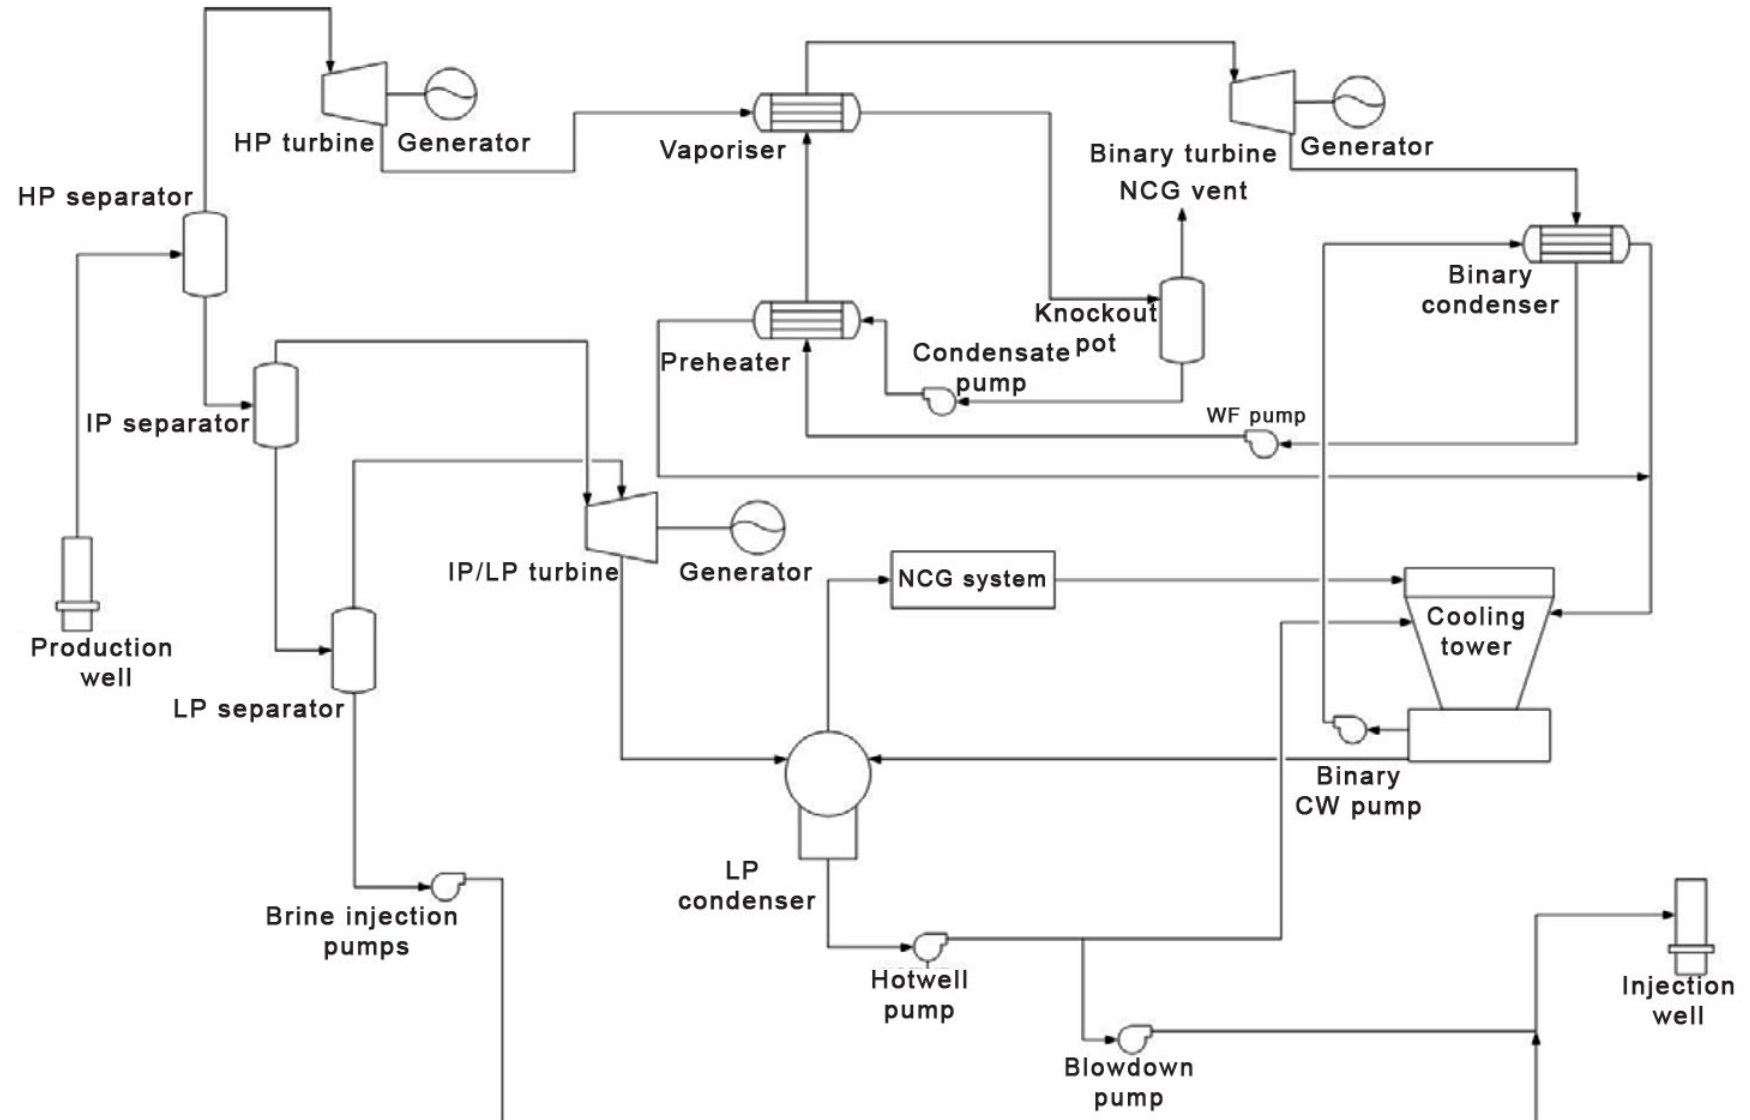 HP turbine
Generator
Vaporiser
Binary turbine
Generator
NCG vent
HP separator
Binary
condenser
Knockout
pot
Preheater
Condensate
pump
WF pump
IP separator
IP/LP turbine
Generator
NCG system
Cooling
tower
Production
well
LP separator
Binary
CW pump
LP
condenser
Brine injection
pumps
Hotwell
pump
Injection
well
Blowdown
pump